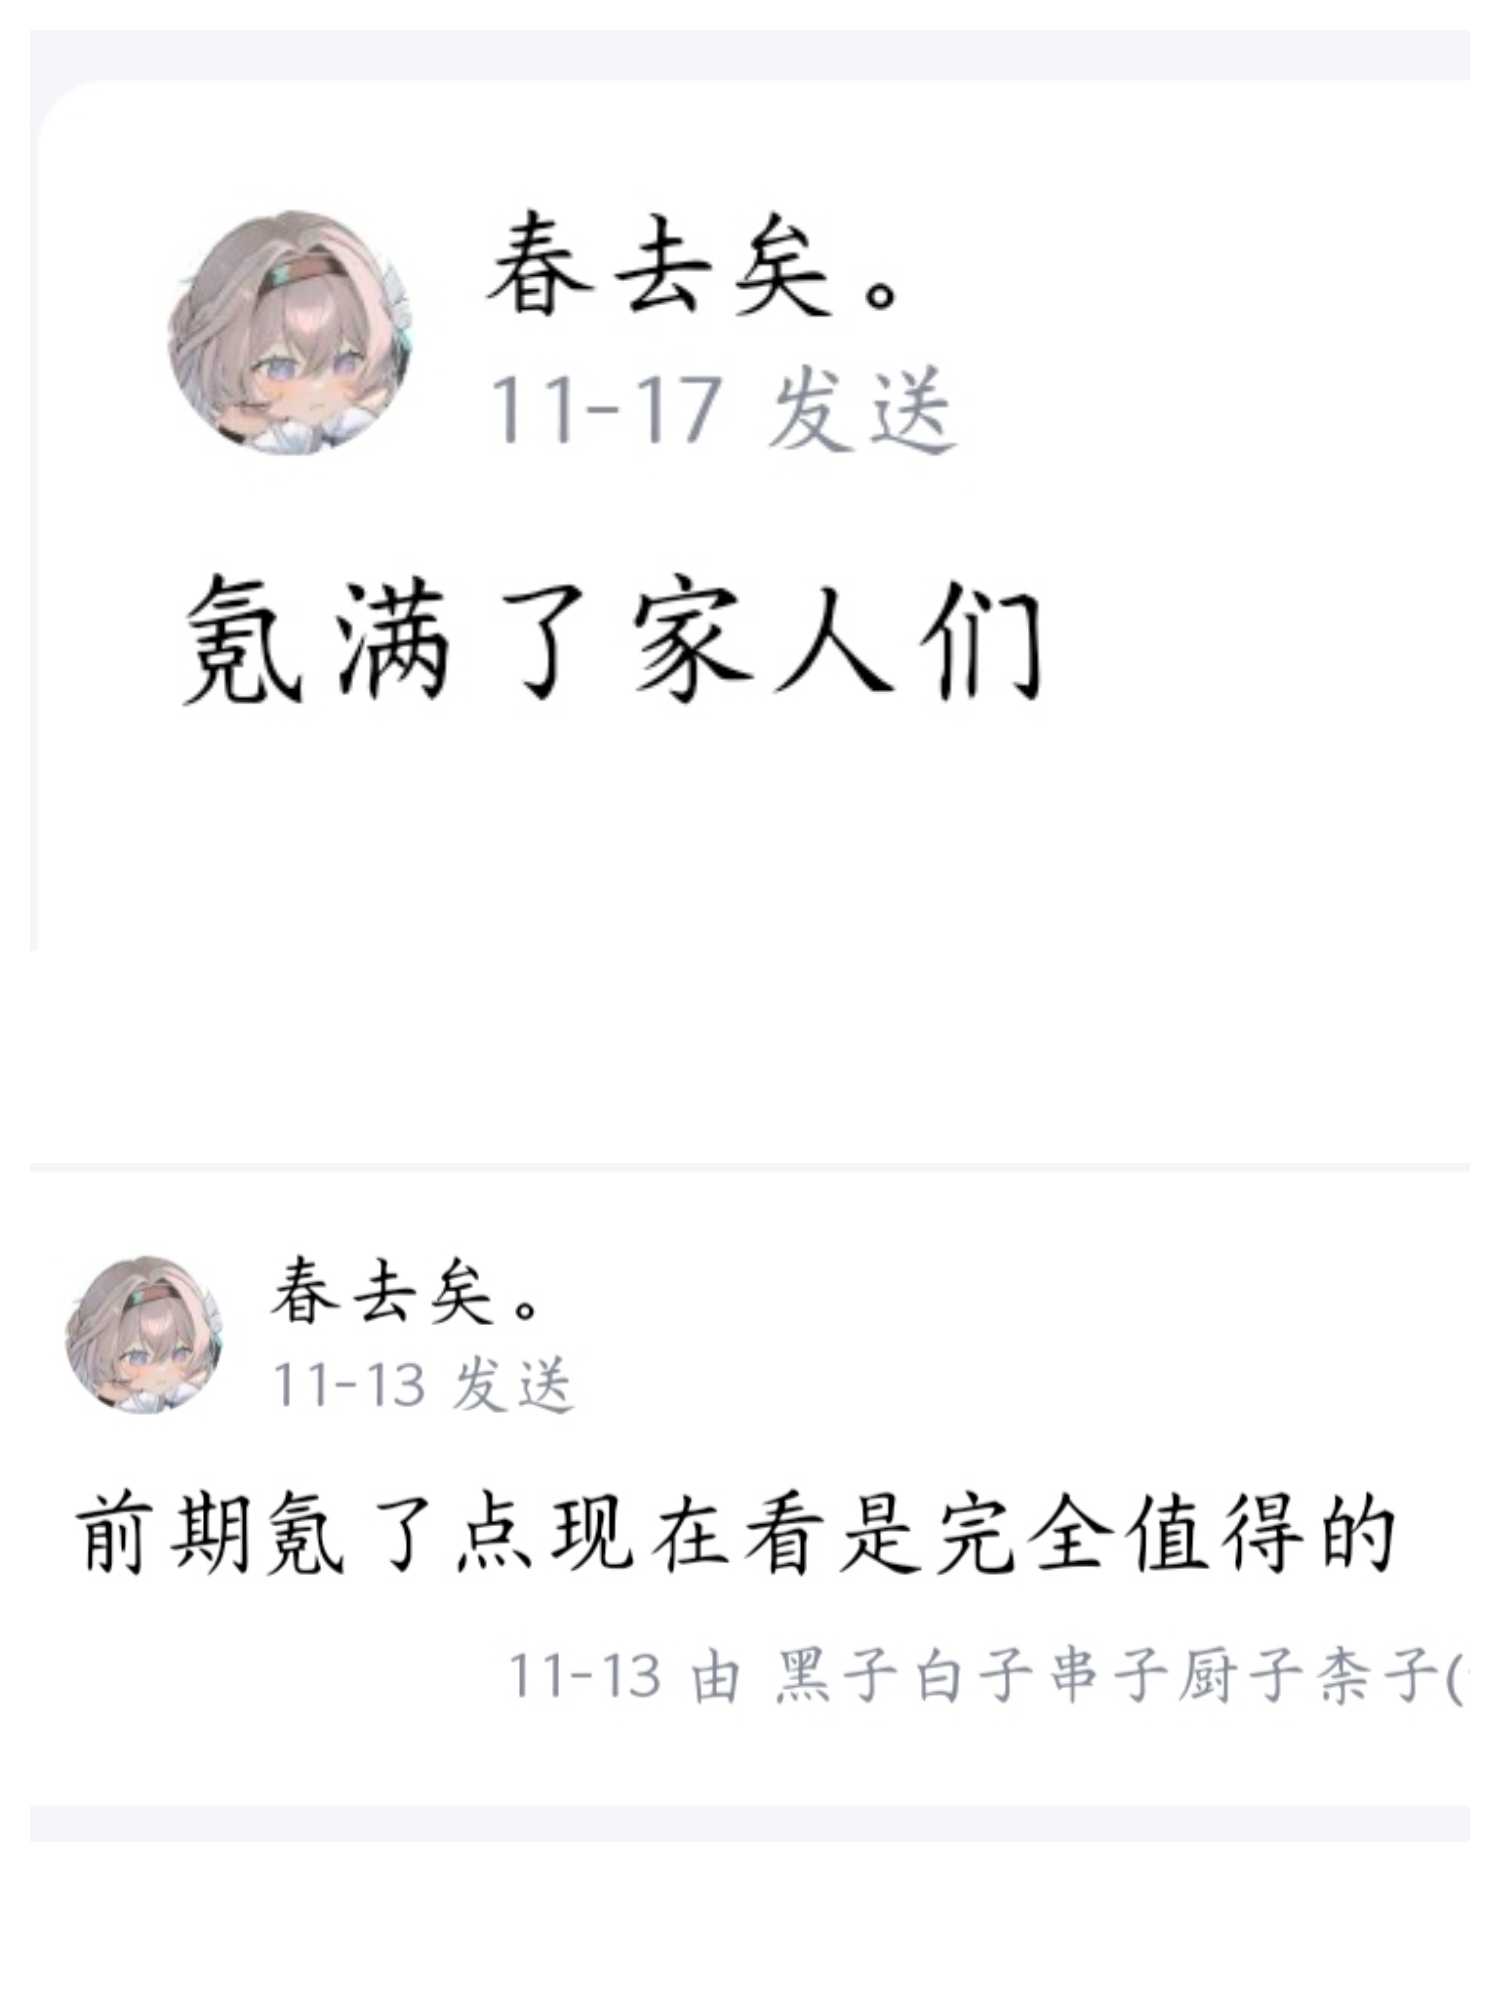 春去矣。
11-17 发送
氪满了家人们
春去矣。
11-13 发送
前期氪了点现在看是完全值得的
11-13 由 黑子白子串子厨子柰子(